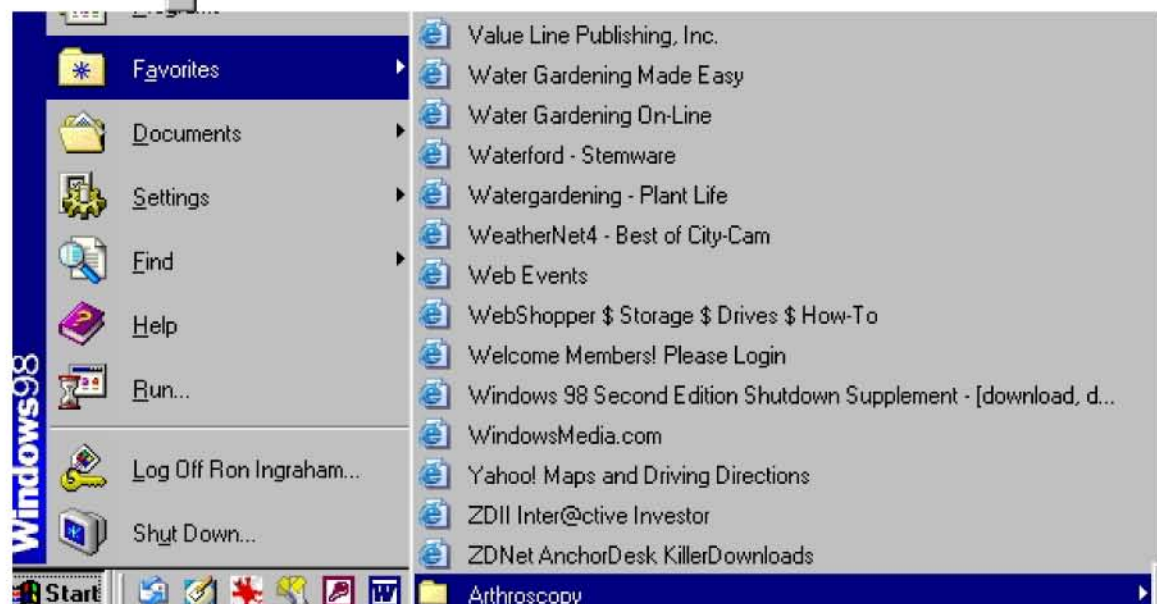 Programs
Favorites
Documents
Settings
Find
Help
Run...
Log Off Ron Ingraham...
Shut Down...
Windows98
Start
Value Line Publishing, Inc.
Water Gardening Made Easy
Water Gardening On-Line
Waterford - Stemware
Watergardening - Plant Life
WeatherNet4 - Best of City-Cam
Web Events
WebShopper $ Storage $ Drives $ How-To
Welcome Members! Please Login
Windows 98 Second Edition Shutdown Supplement - [download, d...
WindowsMedia.com
Yahoo! Maps and Driving Directions
ZDII Inter@ctive Investor
ZDNet AnchorDesk KillerDownloads
Arthroscopy